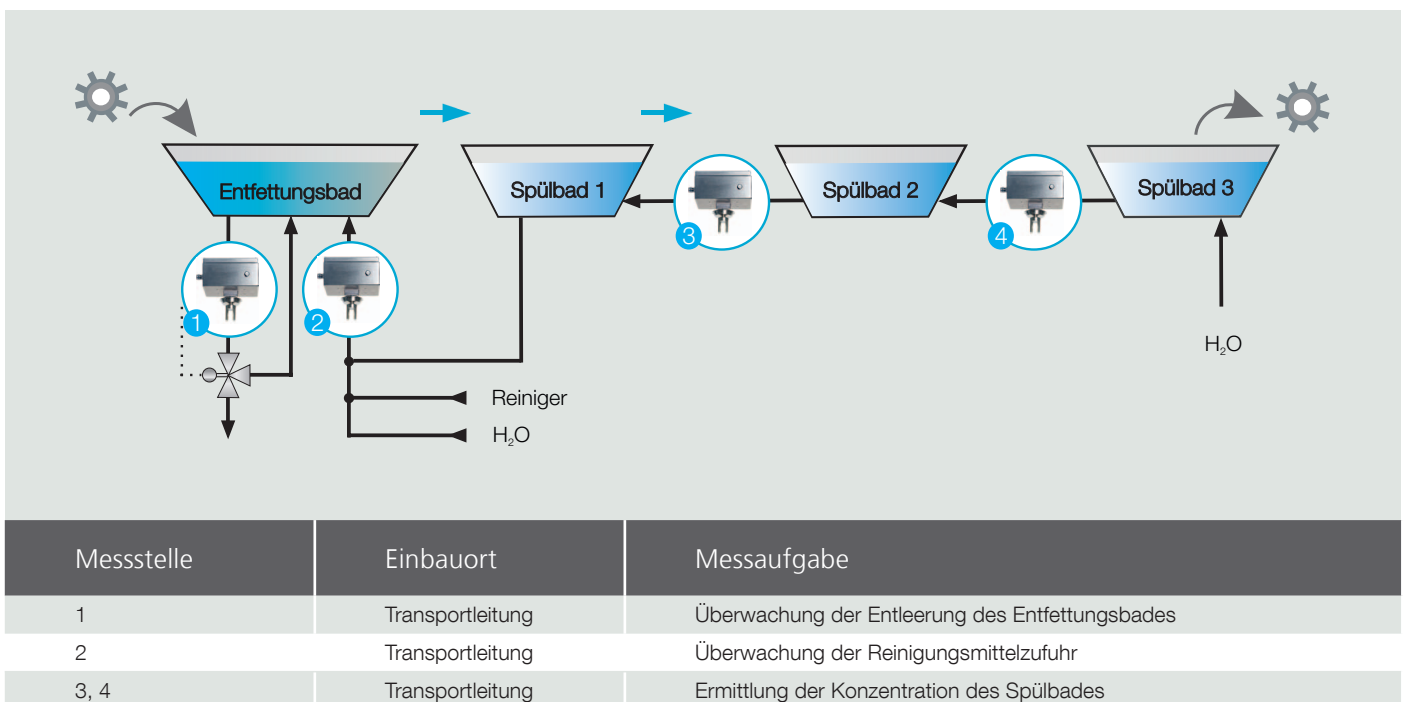 Entfettungsbad
Spülbad 1
Spülbad 2
Spülbad 3
1
2
3
4
H₂O
Reiniger
H₂O
Messstelle Einbauort Messaufgabe
1 Transportleitung Überwachung der Entleerung des Entfettungsbades
2 Transportleitung Überwachung der Reinigungsmittelzufuhr
3, 4 Transportleitung Ermittlung der Konzentration des Spülbades